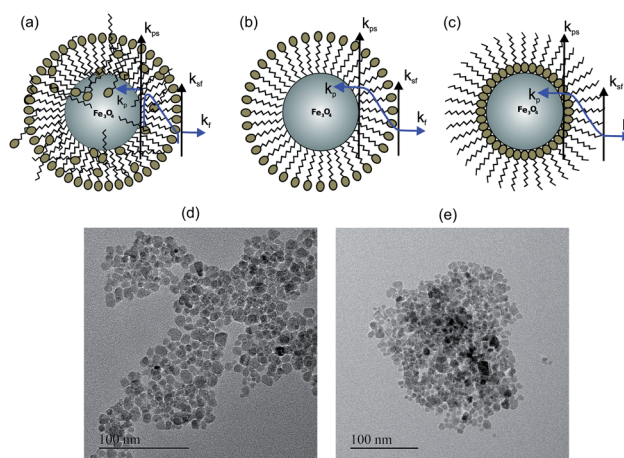 (a)
k_ps
k_sf
k_p
Fe₃O₄
k_f
(b)
k_ps
k_sf
k_p
Fe₃O₄
k_f
(c)
k_ps
k_sf
k_p
Fe₃O₄
(d)
100 nm
(e)
100 nm